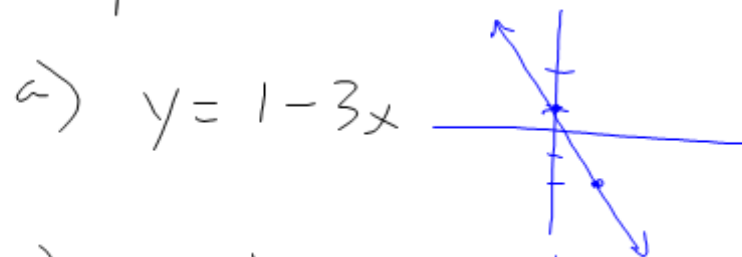 a) y = 1 - 3x